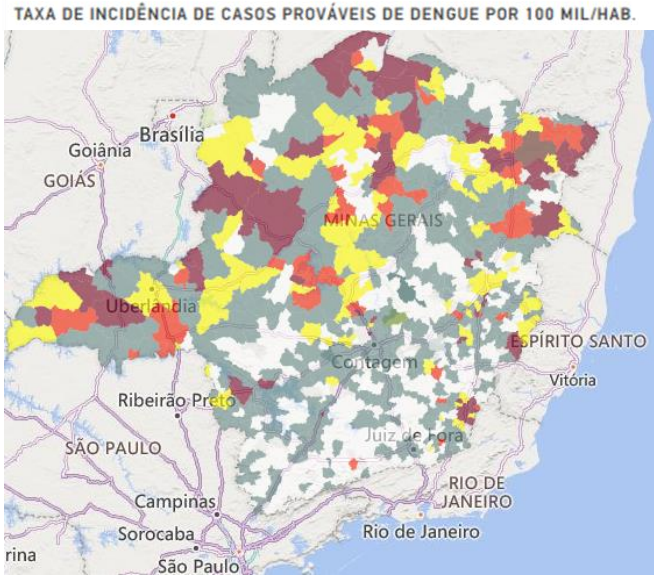 TAXA DE INCIDÊNCIA DE CASOS PROVÁVEIS DE DENGUE POR 100 MIL/HAB.
Brasília
Goiânia
GOIÁS
MINAS GERAIS
Uberlândia
ESPÍRITO SANTO
Contagem
Vitória
Ribeirão Preto
Juiz de Fora
SÃO PAULO
RIO DE
JANEIRO
Campinas
Rio de Janeiro
Sorocaba
rina
São Paulo